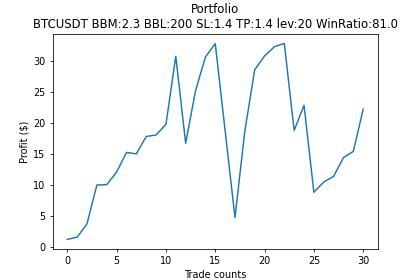 Portfolio
BTCUSDT BBM:2.3 BBL:200 SL:1.4 TP:1.4 lev:20 WinRatio:81.0
Profit ($)
30
25
20
15
10
5
0
0 5 10 15 20 25 30
Trade counts